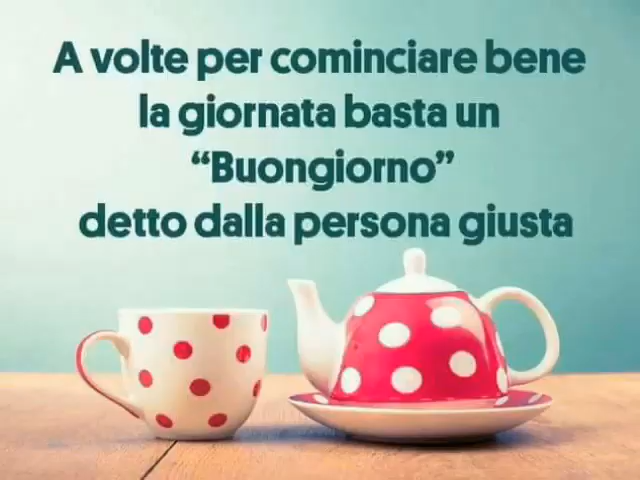 A volte per cominciare bene
la giornata basta un
“Buongiorno”
detto dalla persona giusta